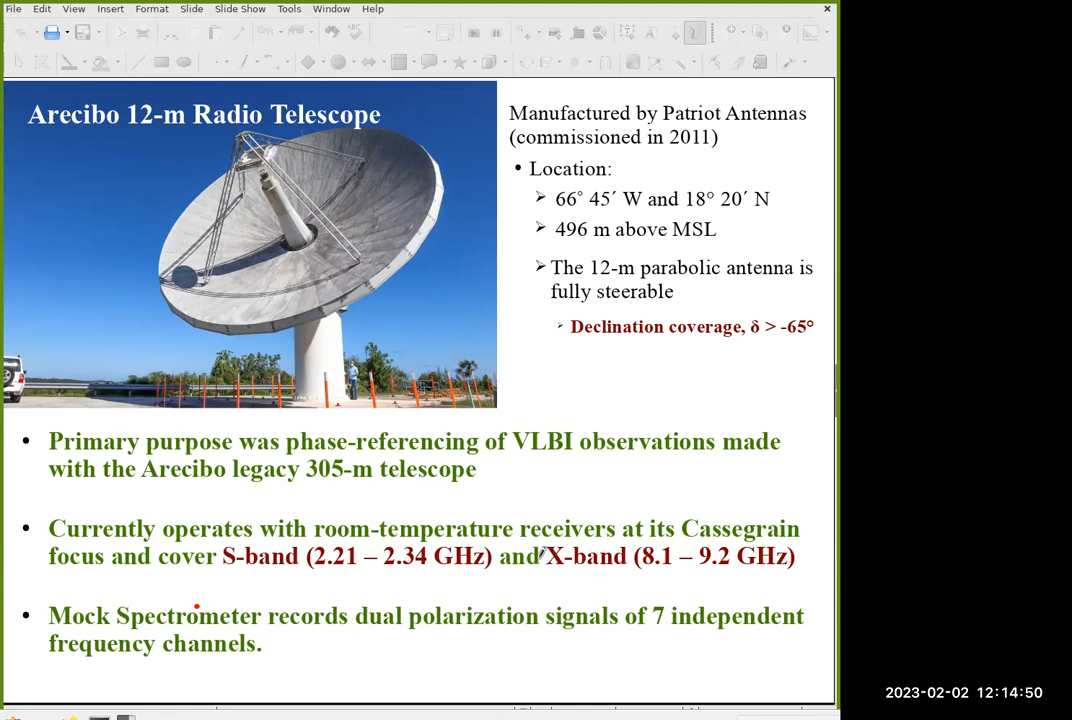 File Edit View Insert Format Slide Slide Show Tools Window Help
Arecibo 12-m Radio Telescope
Manufactured by Patriot Antennas
(commissioned in 2011)
• Location:
➢ 66° 45´ W and 18° 20´ N
➢ 496 m above MSL
➢ The 12-m parabolic antenna is
fully steerable
➢ Declination coverage, δ > -65°
• Primary purpose was phase-referencing of VLBI observations made
with the Arecibo legacy 305-m telescope
• Currently operates with room-temperature receivers at its Cassegrain
focus and cover S-band (2.21 – 2.34 GHz) and X-band (8.1 – 9.2 GHz)
• Mock Spectrometer records dual polarization signals of 7 independent
frequency channels.
2023-02-02 12:14:50